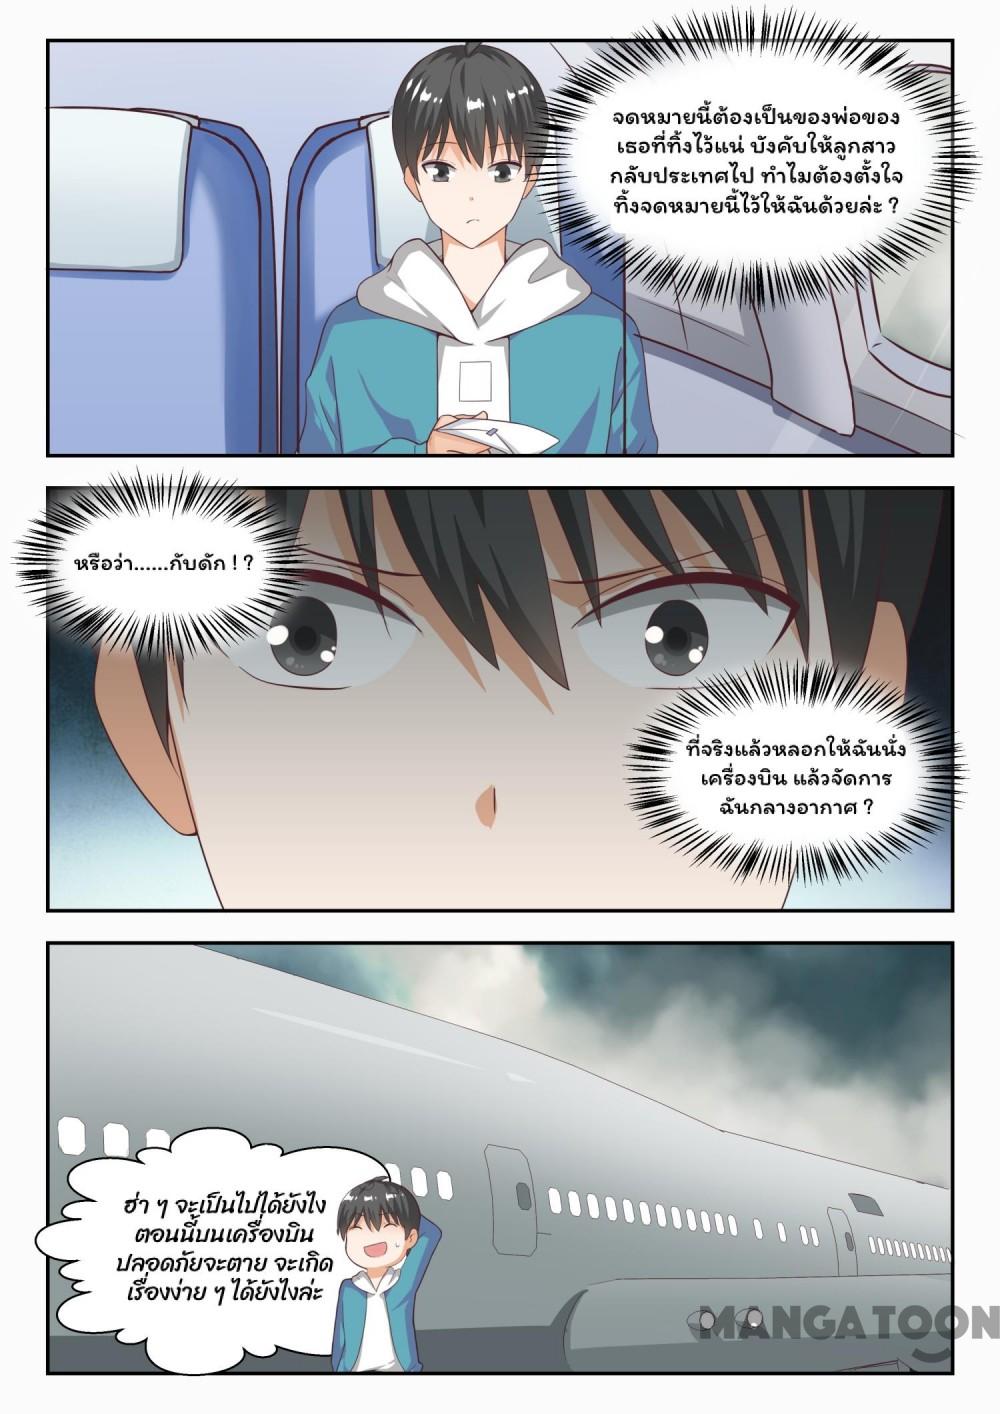 จดหมายนี้ต้องเป็นของพ่อของ
เธอที่ทิ้งไว้แน่ บังคับให้ลูกสาว
กลับประเทศไป ทำไมต้องตั้งใจ
ทิ้งจดหมายนี้ไว้ให้ฉันด้วยล่ะ ?
หรือว่า......กับดัก ! ?
ที่จริงแล้วหลอกให้ฉันนั่ง
เครื่องบิน แล้วจัดการ
ฉันกลางอากาศ ?
ฮ่า ๆ จะเป็นไปได้ยังไง
ตอนนี้บนเครื่องบิน
ปลอดภัยจะตาย จะเกิด
เรื่องง่าย ๆ ได้ยังไงล่ะ
MANGATOON